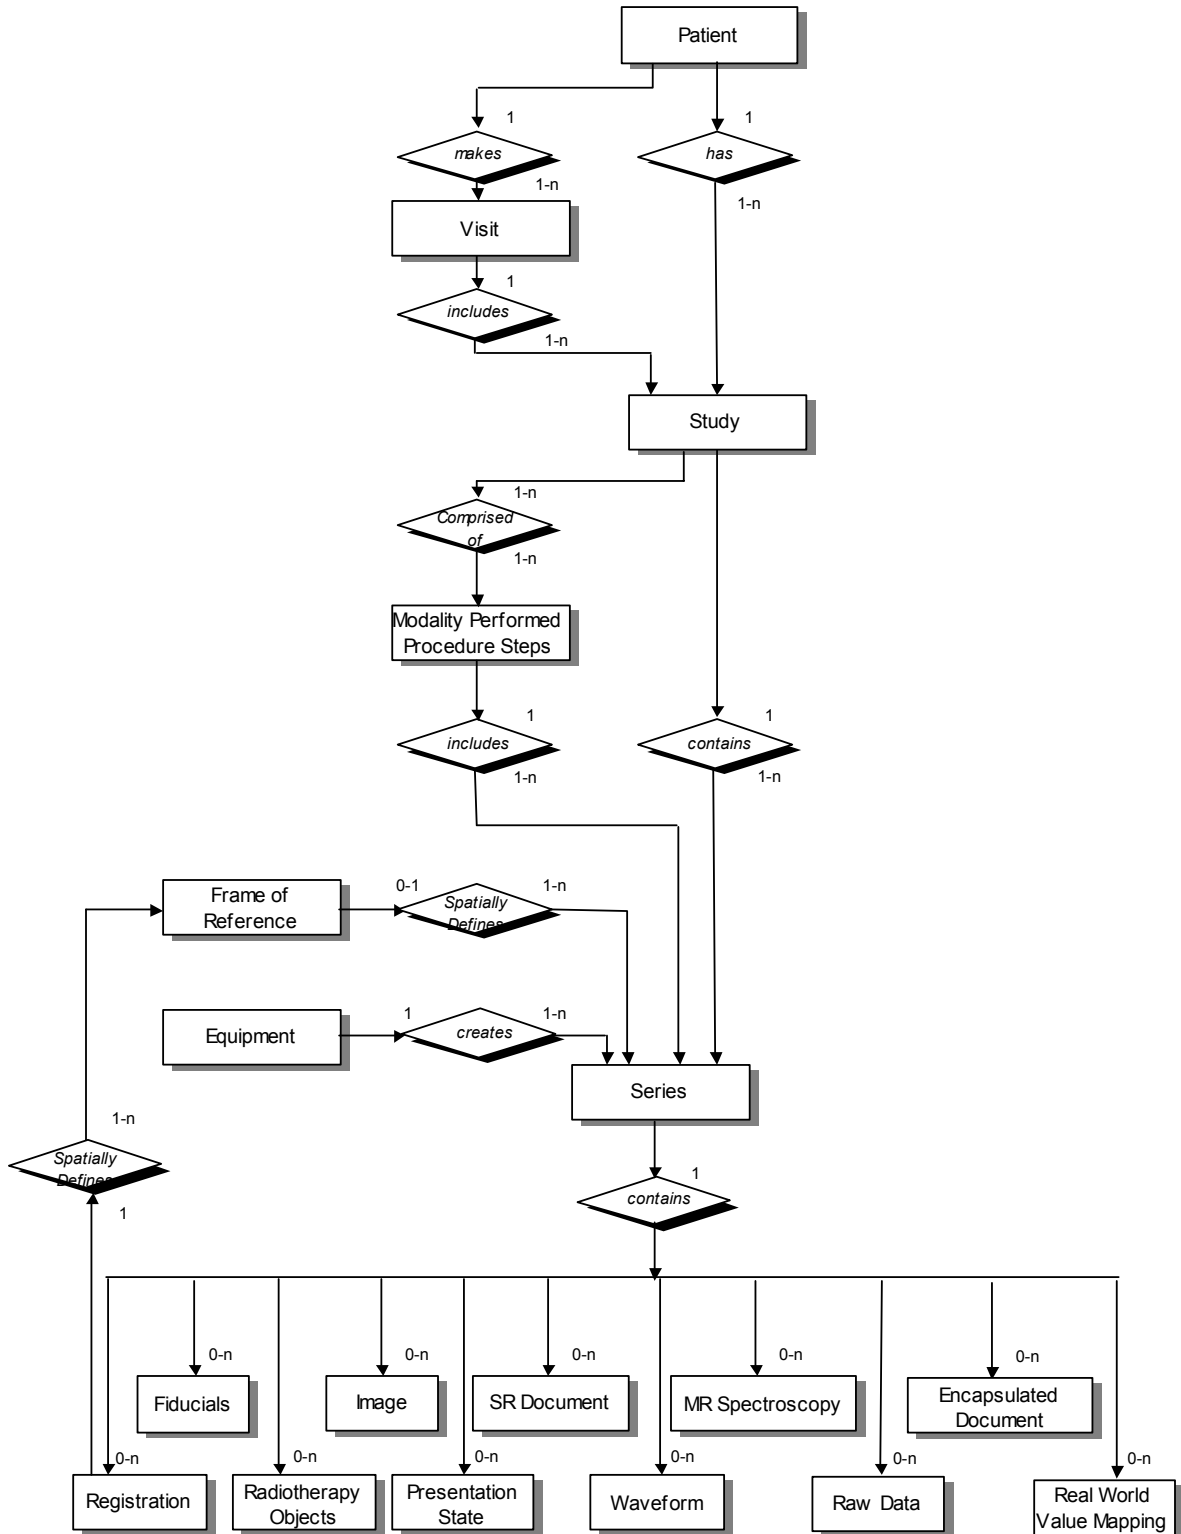 Patient
1
1
makes
has
1-n
1-n
Visit
1
includes
1-n
Study
1-n
Comprised
of
1-n
Modality Performed
Procedure Steps
1
1
includes
contains
1-n
1-n
Frame of
Reference
0-1
1-n
Spatially
Defines
Equipment
1
1-n
creates
Series
1-n
Spatially
Defines
1
1
contains
0-n
0-n
0-n
0-n
0-n
Fiducials
Image
SR Document
MR Spectroscopy
Encapsulated
Document
0-n
0-n
0-n
0-n
0-n
0-n
Registration
Radiotherapy
Objects
Presentation
State
Waveform
Raw Data
Real World
Value Mapping